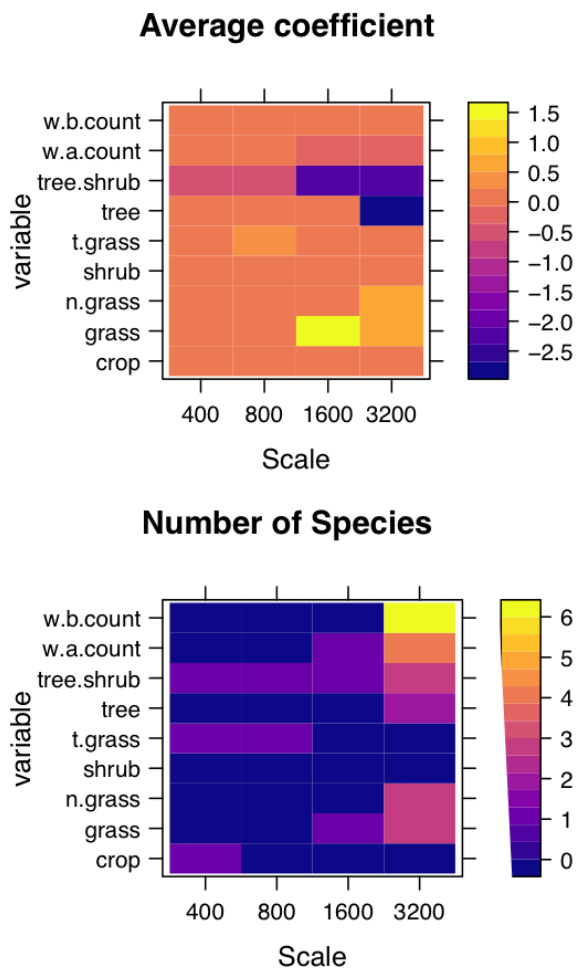 Average coefficient
w.b.count
w.a.count
tree.shrub
tree
t.grass
shrub
n.grass
grass
crop
variable
400 800 1600 3200
Scale
1.5
1.0
0.5
0.0
−0.5
−1.0
−1.5
−2.0
−2.5
Number of Species
w.b.count
w.a.count
tree.shrub
tree
t.grass
shrub
n.grass
grass
crop
variable
400 800 1600 3200
Scale
6
5
4
3
2
1
0